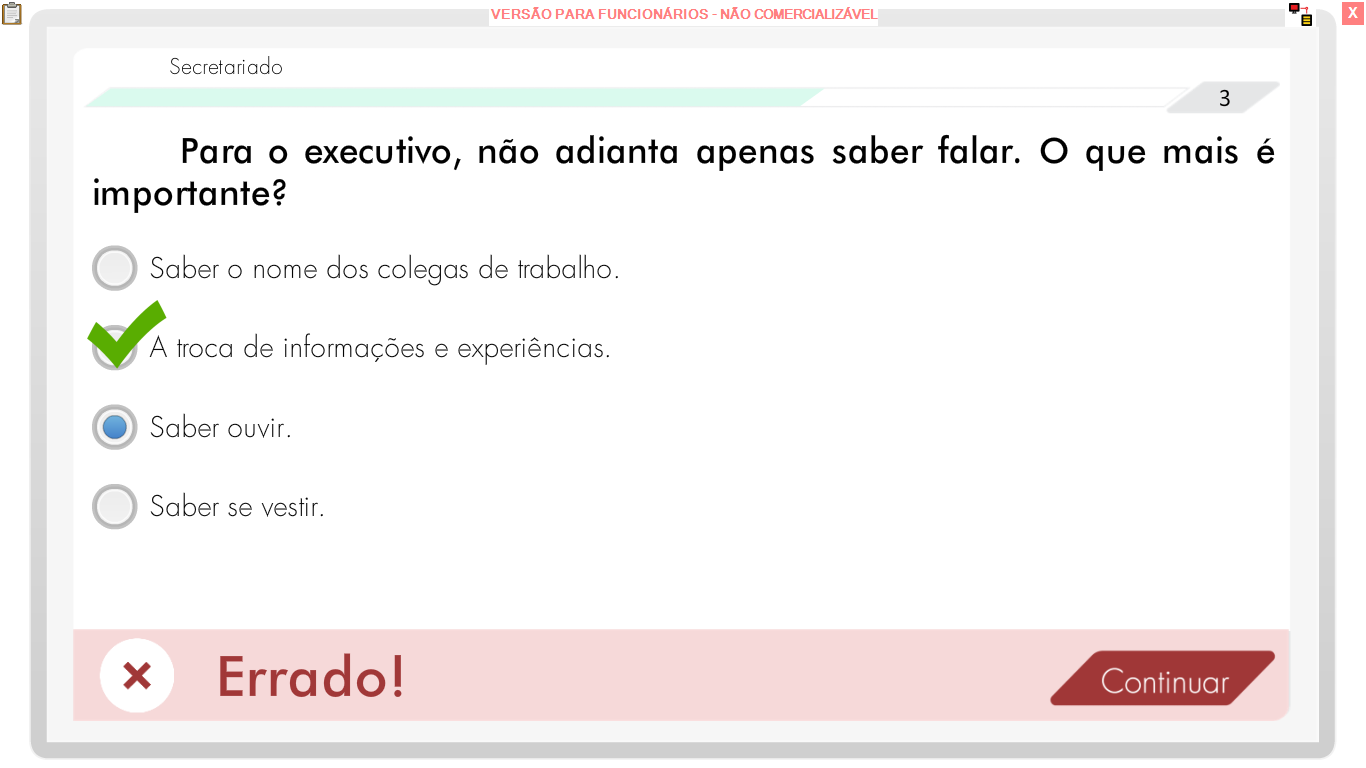 VERSÃO PARA FUNCIONÁRIOS - NÃO COMERCIALIZÁVEL
X
Secretariado
3
Para o executivo, não adianta apenas saber falar. O que mais é
importante?
Saber o nome dos colegas de trabalho.
A troca de informações e experiências.
Saber ouvir.
Saber se vestir.
Errado!
Continuar